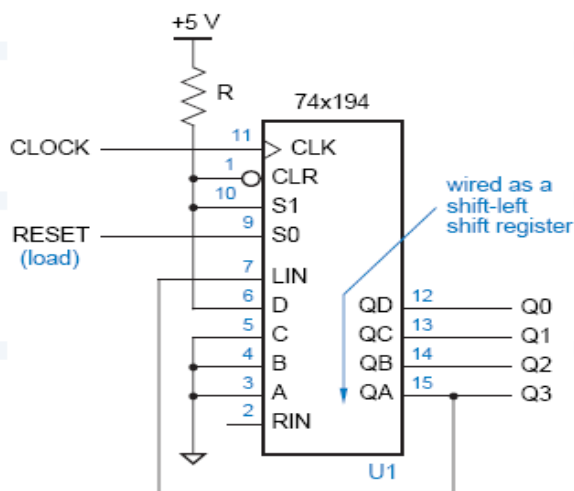 +5 V
R
74x194
CLOCK 11 CLK
1 CLR
10 S1
RESET 9 S0
(load)
wired as a
shift-left
shift register
7 LIN
6 D QD 12 Q0
5 C QC 13 Q1
4 B QB 14 Q2
3 A QA 15 Q3
2 RIN
U1